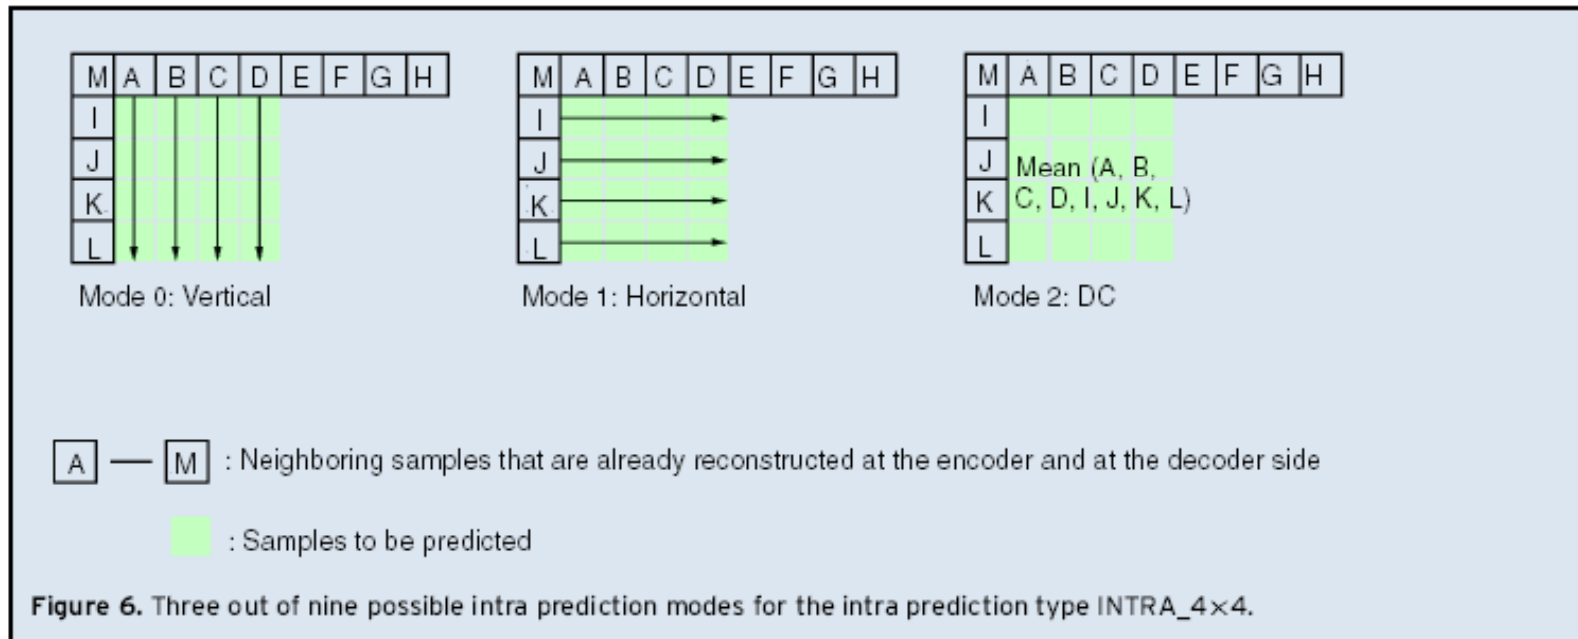 M A B C D E F G H
I
J
K
L
Mode 0: Vertical
M A B C D E F G H
I
J
K
L
Mode 1: Horizontal
M A B C D E F G H
I
J
K
L
Mean (A, B,
C, D, I, J, K, L)
Mode 2: DC
A — M : Neighboring samples that are already reconstructed at the encoder and at the decoder side
: Samples to be predicted
Figure 6. Three out of nine possible intra prediction modes for the intra prediction type INTRA_4×4.